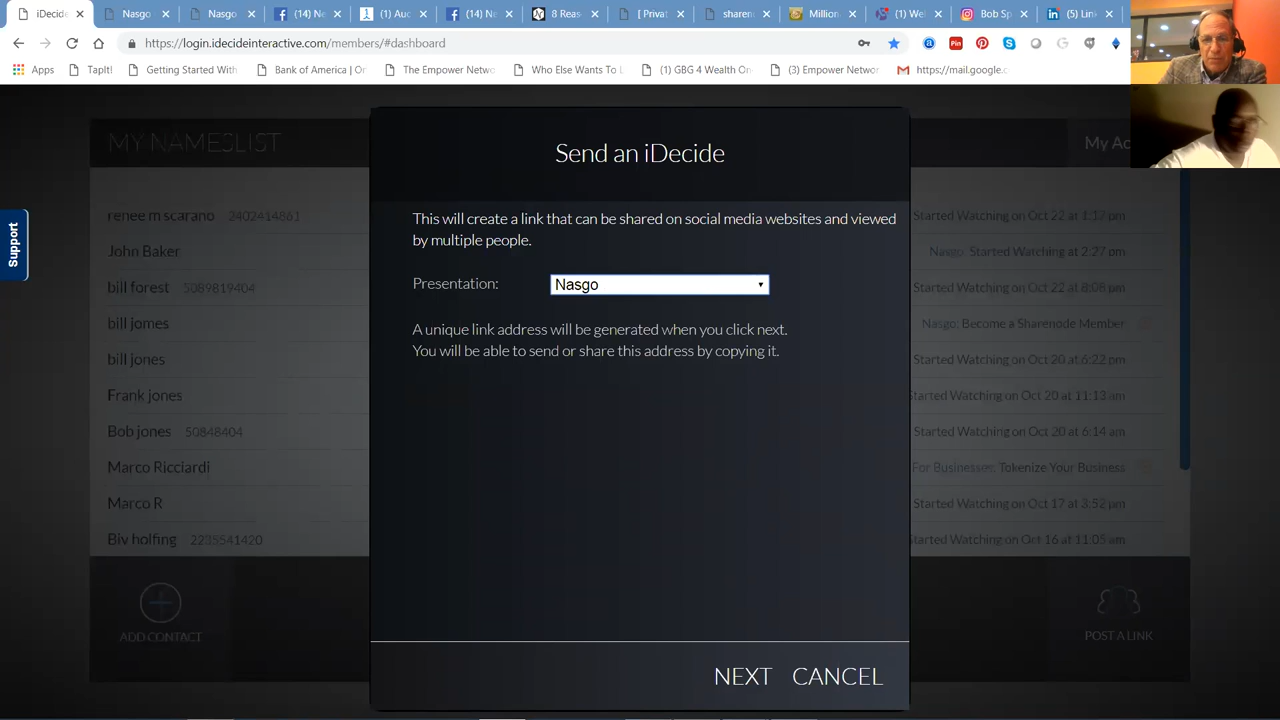 iDecide
Nasgo
Nasgo
(14) Ne
(1) Auc
(14) No
8 Reas
[ Privat
sharen
Million
(1) Wel
Bob Sp
(5) Link
https://login.idecideinteractive.com/members/#dashboard
Apps
TapIt!
Getting Started With
Bank of America | On
The Empower Netwo
Who Else Wants To L
(1) GBG 4 Wealth On
(3) Empower Networ
https://mail.google.c
MY NAMESLIST
My Ac
Send an iDecide
This will create a link that can be shared on social media websites and viewed
by multiple people.
Presentation:
Nasgo
A unique link address will be generated when you click next.
You will be able to send or share this address by copying it.
Support
renee m scarano 2402414861
Started Watching on Oct 22 at 1:17 pm
John Baker
Nasgo, Started Watching at 2:27 pm
bill forest 5089819404
Started Watching on Oct 22 at 8:08 pm
bill jomes
Nasgo, Become a Sharenode Member
bill jones
Started Watching on Oct 20 at 6:22 pm
Frank jones
Started Watching on Oct 20 at 11:13 am
Bob jones 50848404
Started Watching on Oct 20 at 6:14 am
Marco Ricciardi
For Businesses, Tokenize Your Business
Marco R
Started Watching on Oct 17 at 3:52 pm
Biv holfing 2235541420
Started Watching on Oct 16 at 11:05 am
ADD CONTACT
POST A LINK
NEXT
CANCEL